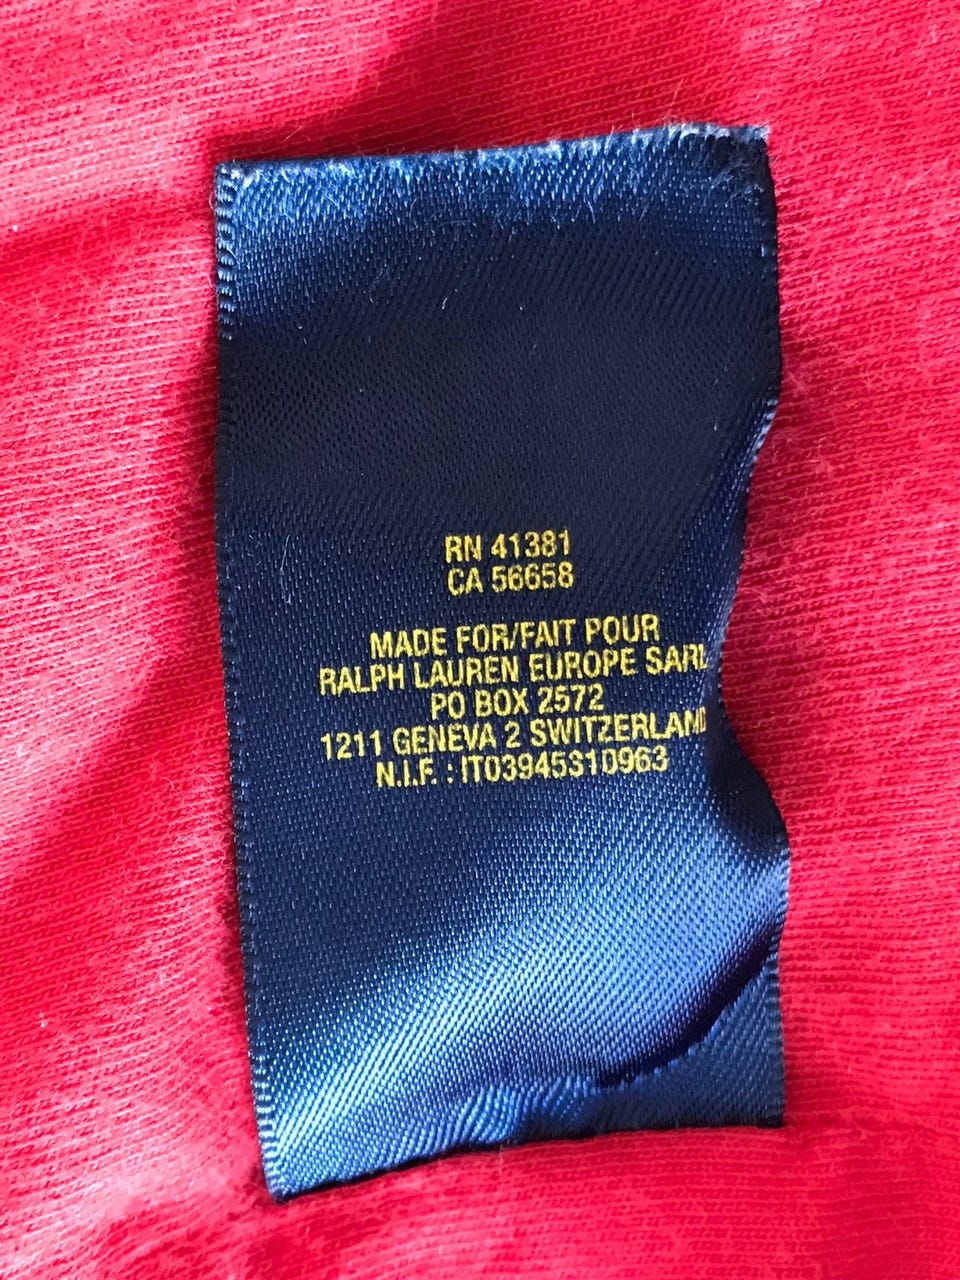 RN 41381
CA 56658
MADE FOR/FAIT POUR
RALPH LAUREN EUROPE SARL
PO BOX 2572
1211 GENEVA 2 SWITZERLAND
N.I.F. : IT03945S10963